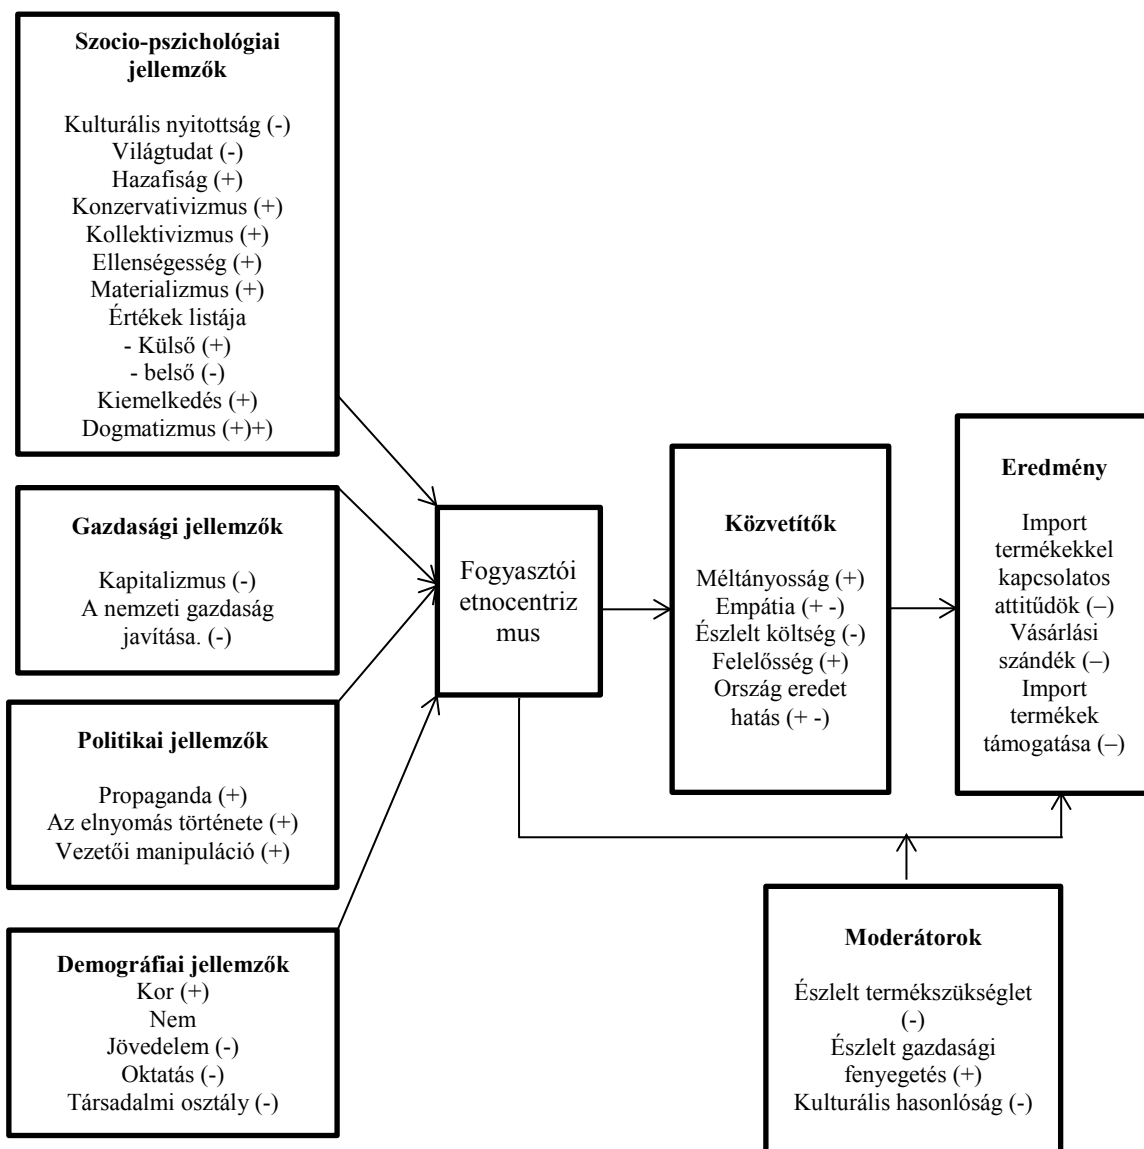 Szocio-pszichológiai
jellemzők
Kulturális nyitottság (-)
Világtudat (-)
Hazafiság (+)
Konzervativizmus (+)
Kollektivizmus (+)
Ellenségesség (+)
Materializmus (+)
Értékek listája
- Külső (+)
- belső (-)
Kiemelkedés (+)
Dogmatizmus (+)+)
Gazdasági jellemzők
Kapitalizmus (-)
A nemzeti gazdaság
javítása. (-)
Politikai jellemzők
Propaganda (+)
Az elnyomás története (+)
Vezetői manipuláció (+)
Demográfiai jellemzők
Kor (+)
Nem
Jövedelem (-)
Oktatás (-)
Társadalmi osztály (-)
Fogyasztói
etnocentriz
mus
Közvetítők
Méltányosság (+)
Empátia (+ -)
Észlelt költség (-)
Felelősség (+)
Ország eredet
hatás (+ -)
Eredmény
Import
termékekkel
kapcsolatos
attitűdök (–)
Vásárlási
szándék (–)
Import
termékek
támogatása (–)
Moderátorok
Észlelt termékszükséglet
(-)
Észlelt gazdasági
fenyegetés (+)
Kulturális hasonlóság (-)